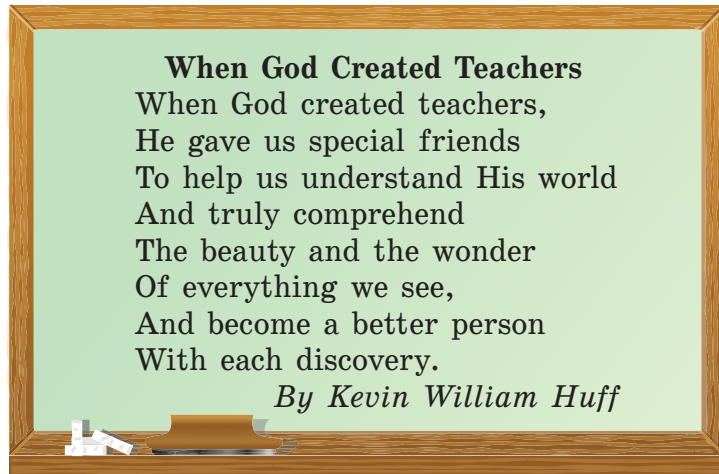 When God Created Teachers
When God created teachers,
He gave us special friends
To help us understand His world
And truly comprehend
The beauty and the wonder
Of everything we see,
And become a better person
With each discovery.
By Kevin William Huff